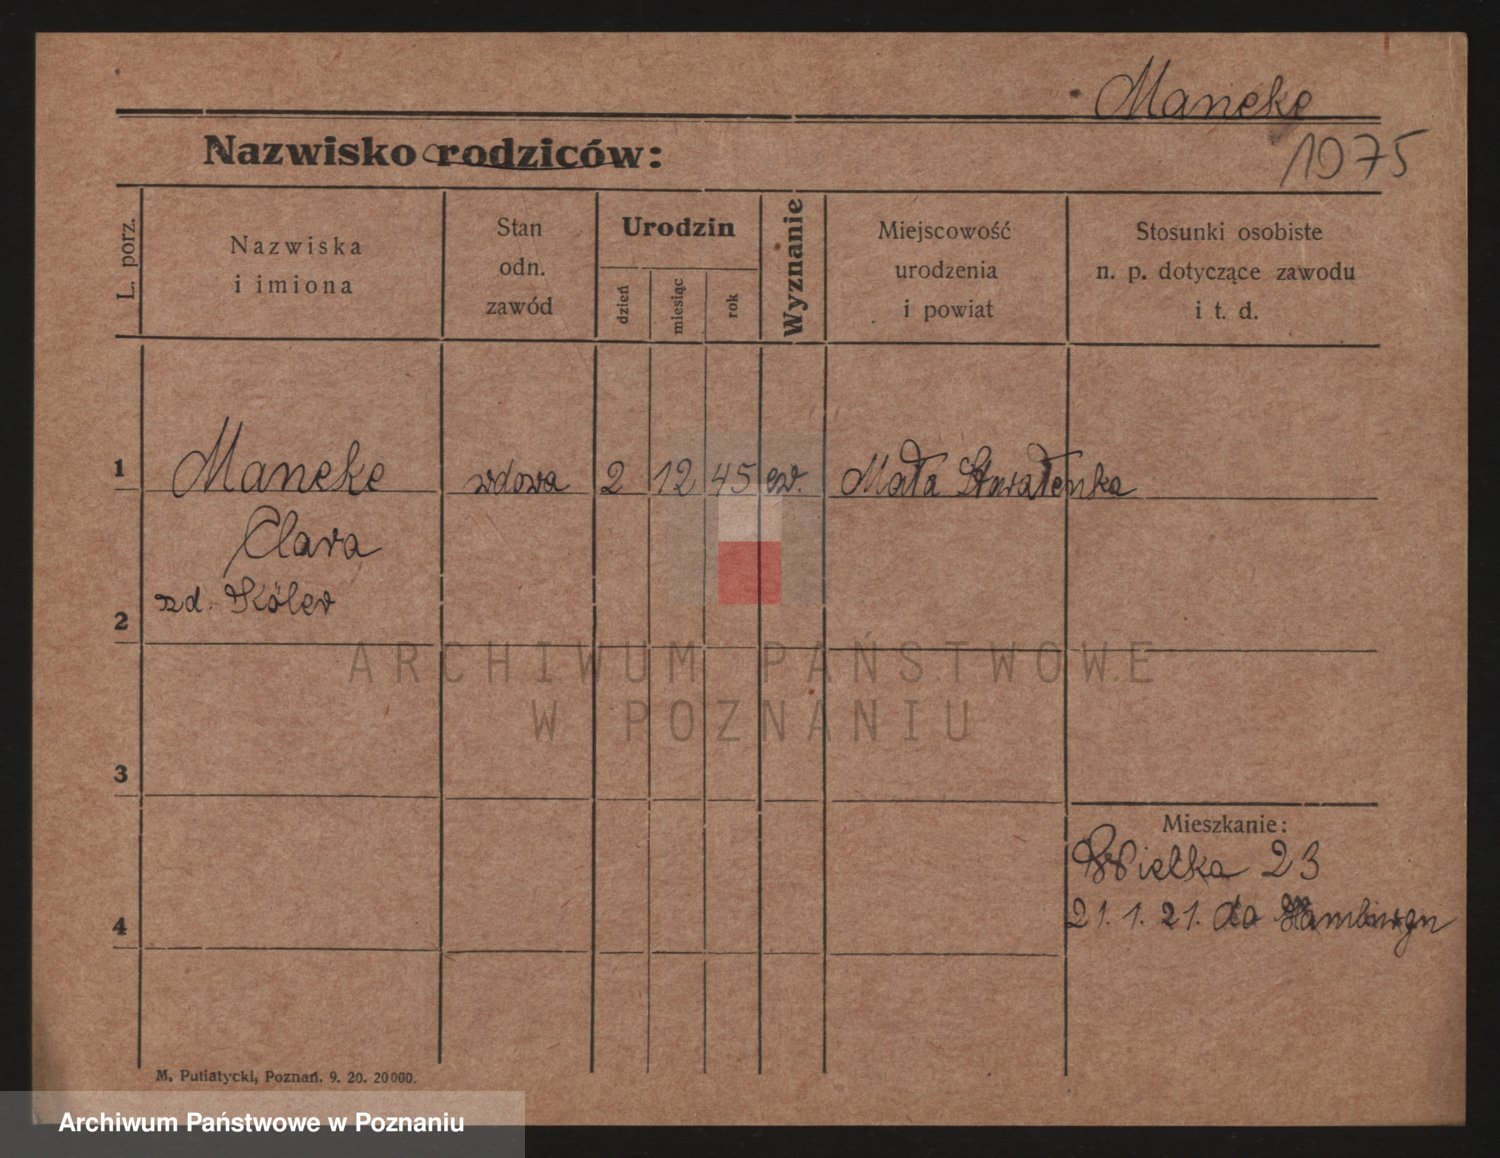 Maneke
1975
Nazwisko rodziców:
L. porz.
Nazwiska
i imiona
Stan
odn.
zawód
Urodzin
dzień
miesiąc
rok
Wyznanie
Miejscowość
urodzenia
i powiat
Stosunki osobiste
n. p. dotyczące zawodu
i t. d.
1 Maneke wdowa 2 12 45 ew. Mała
Clara
2 zd. Köler
ARCHIWUM PAŃSTWOWE
W POZNANIU
3
Mieszkanie:
Wielka 23
4 21. 1. 21. do Hamburgu
M. Putiatycki, Poznań. 9. 20. 20000.
Archiwum Państwowe w Poznaniu